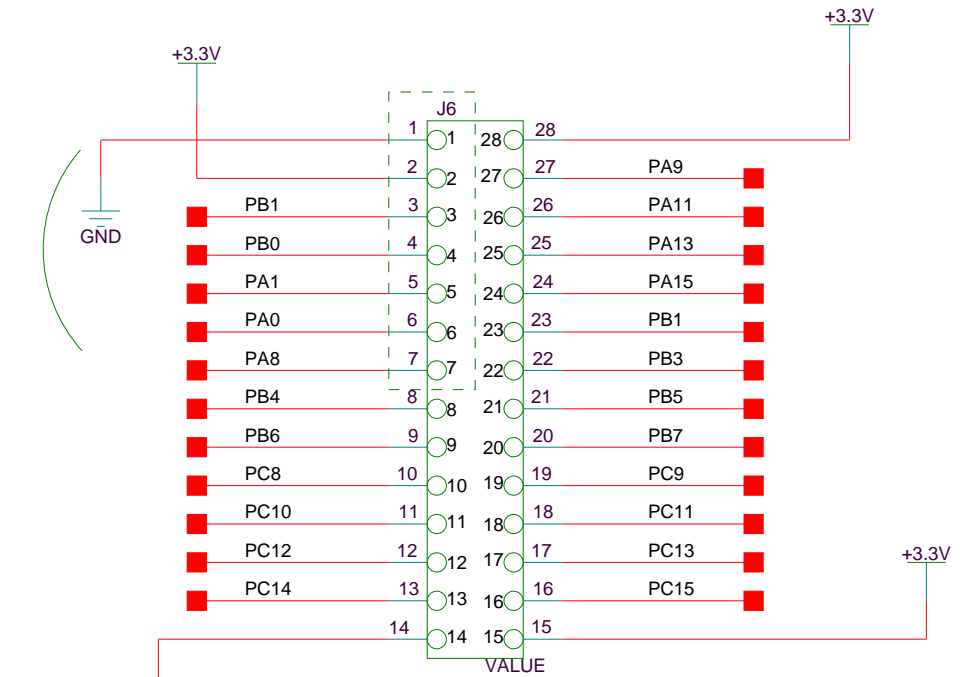 +3.3V
+3.3V
J6
1 1 28 28
2 2 27 27 PA9
PB1 3 3 26 26 PA11
GND
PB0 4 4 25 25 PA13
PA1 5 5 24 24 PA15
PA0 6 6 23 23 PB1
PA8 7 7 22 22 PB3
PB4 8 8 21 21 PB5
PB6 9 9 20 20 PB7
PC8 10 10 19 19 PC9
PC10 11 11 18 18 PC11
PC12 12 12 17 17 PC13
+3.3V
PC14 13 13 16 16 PC15
14 14 15 15
VALUE